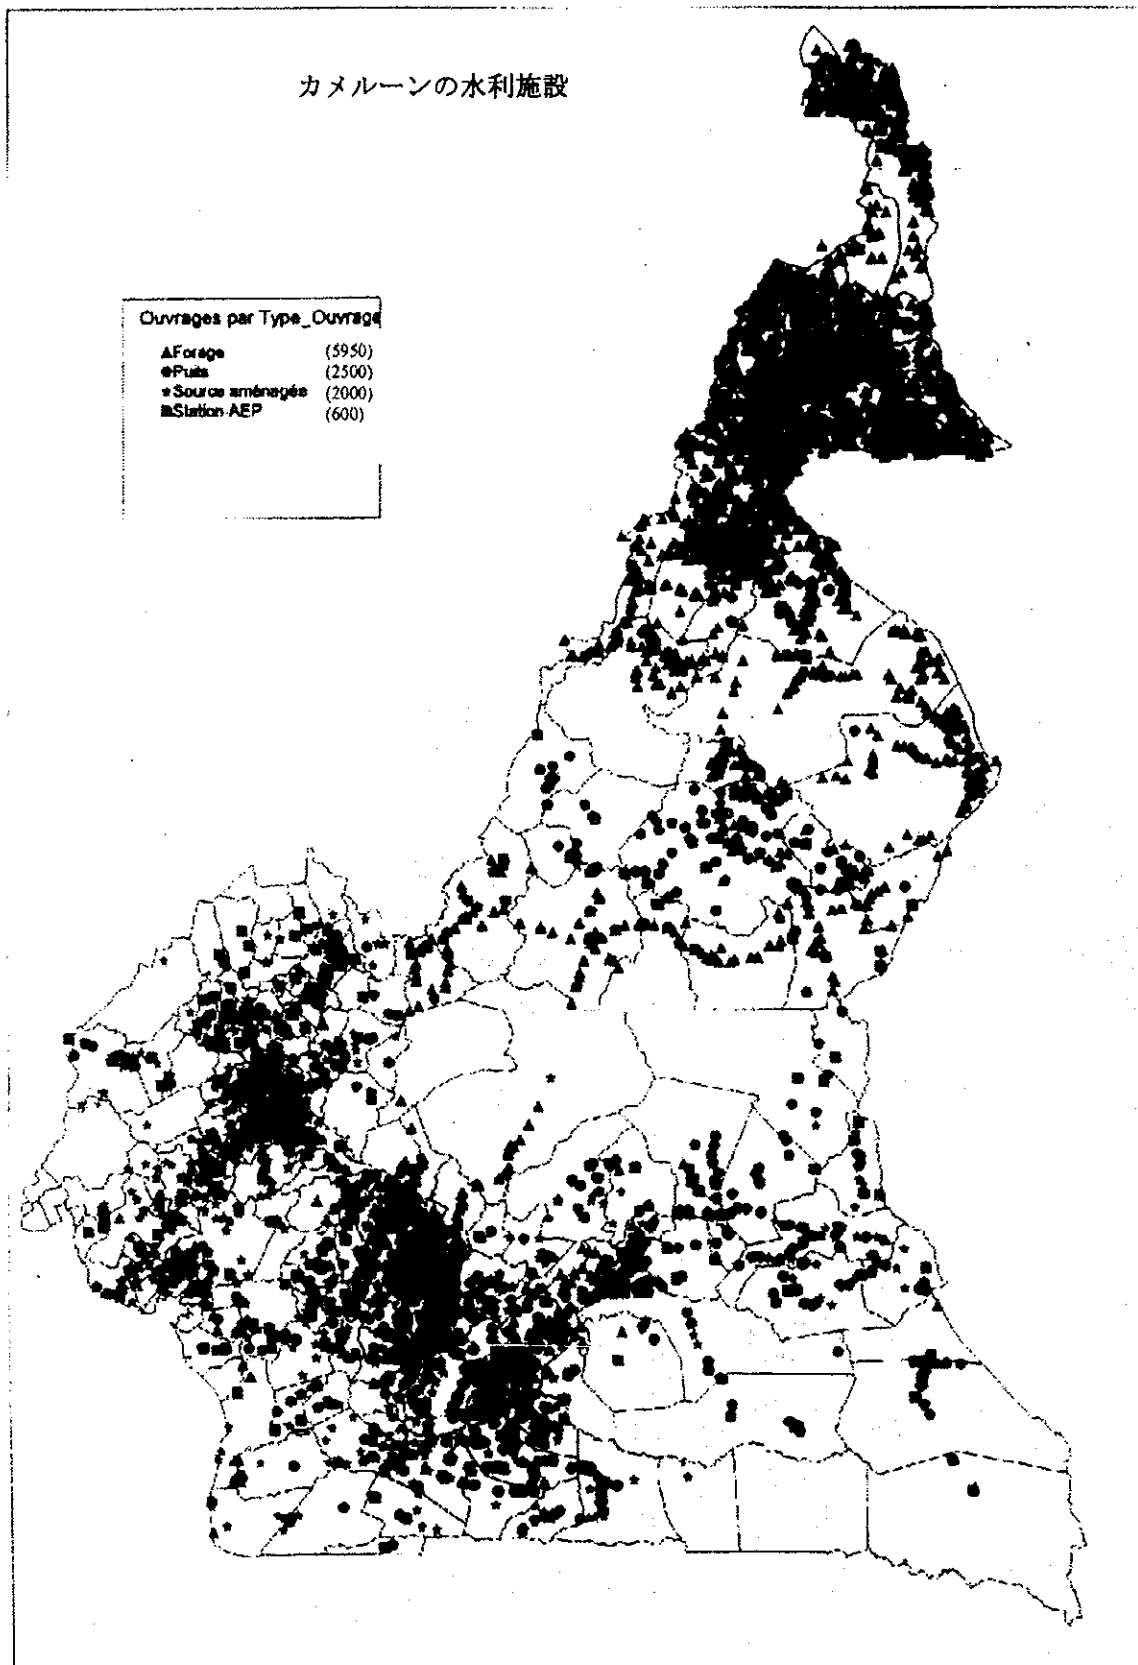 カメルーンの水利施設
Ouvrages par Type_Ouvrage
▲Forage (5950)
●Puits (2500)
★Source aménagée (2000)
■Station AEP (600)